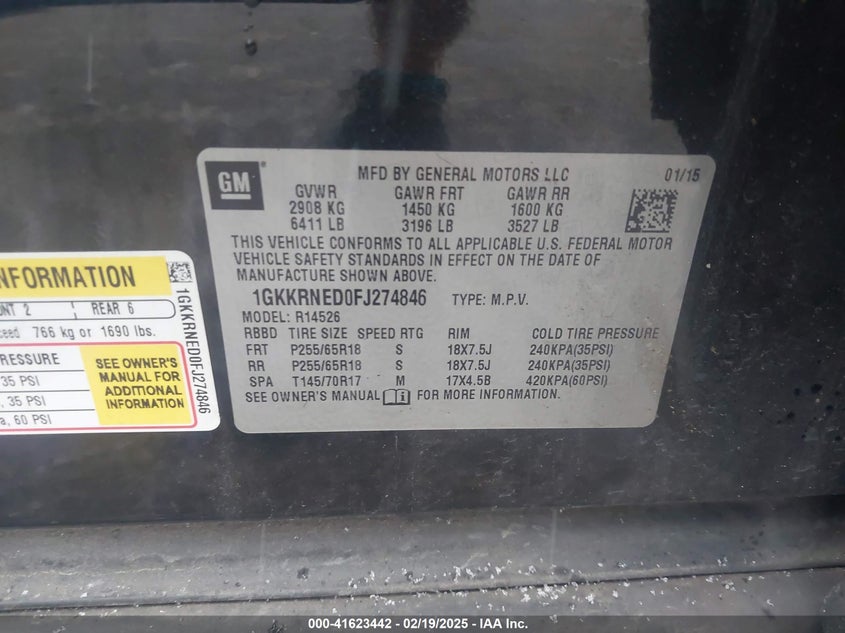 GM
MFD BY GENERAL MOTORS LLC 01/15
GVWR GAWR FRT GAWR RR
2908 KG 1450 KG 1600 KG
6411 LB 3196 LB 3527 LB
THIS VEHICLE CONFORMS TO ALL APPLICABLE U.S. FEDERAL MOTOR
VEHICLE SAFETY STANDARDS IN EFFECT ON THE DATE OF
MANUFACTURE SHOWN ABOVE.
1GKKRNED0FJ274846 TYPE: M.P.V.
MODEL: R14526
RBBD TIRE SIZE SPEED RTG RIM COLD TIRE PRESSURE
FRT P255/65R18 S 18X7.5J 240KPA(35PSI)
RR P255/65R18 S 18X7.5J 240KPA(35PSI)
SPA T145/70R17 M 17X4.5B 420KPA(60PSI)
SEE OWNER'S MANUAL i FOR MORE INFORMATION.
NFORMATION
NT 2 REAR 6
ceed 766 kg or 1690 lbs.
RESSURE
35 PSI
, 35 PSI
a, 60 PSI
SEE OWNER'S
MANUAL FOR
ADDITIONAL
INFORMATION
1GKKRNED0FJ274846
000-41623442 - 02/19/2025 - IAA Inc.